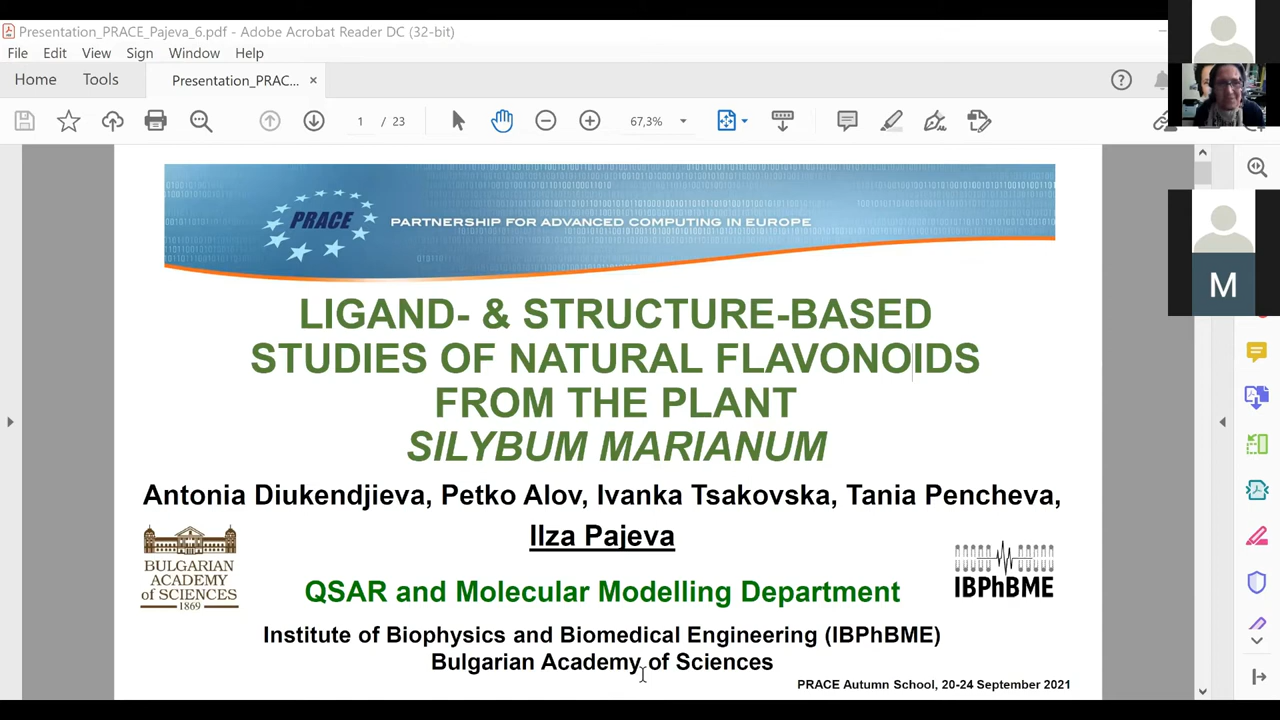 Presentation_PRACE_Pajeva_6.pdf - Adobe Acrobat Reader DC (32-bit)
File Edit View Sign Window Help
Home Tools Presentation_PRAC... ×
1 / 23 67,3%
PRACE PARTNERSHIP FOR ADVANCED COMPUTING IN EUROPE
LIGAND- & STRUCTURE-BASED
STUDIES OF NATURAL FLAVONOIDS
FROM THE PLANT
SILYBUM MARIANUM
M
Antonia Diukendjieva, Petko Alov, Ivanka Tsakovska, Tania Pencheva,
Ilza Pajeva
BULGARIAN
ACADEMY
of SCIENCES
1869
IBPhBME
QSAR and Molecular Modelling Department
Institute of Biophysics and Biomedical Engineering (IBPhBME)
Bulgarian Academy of Sciences
PRACE Autumn School, 20-24 September 2021